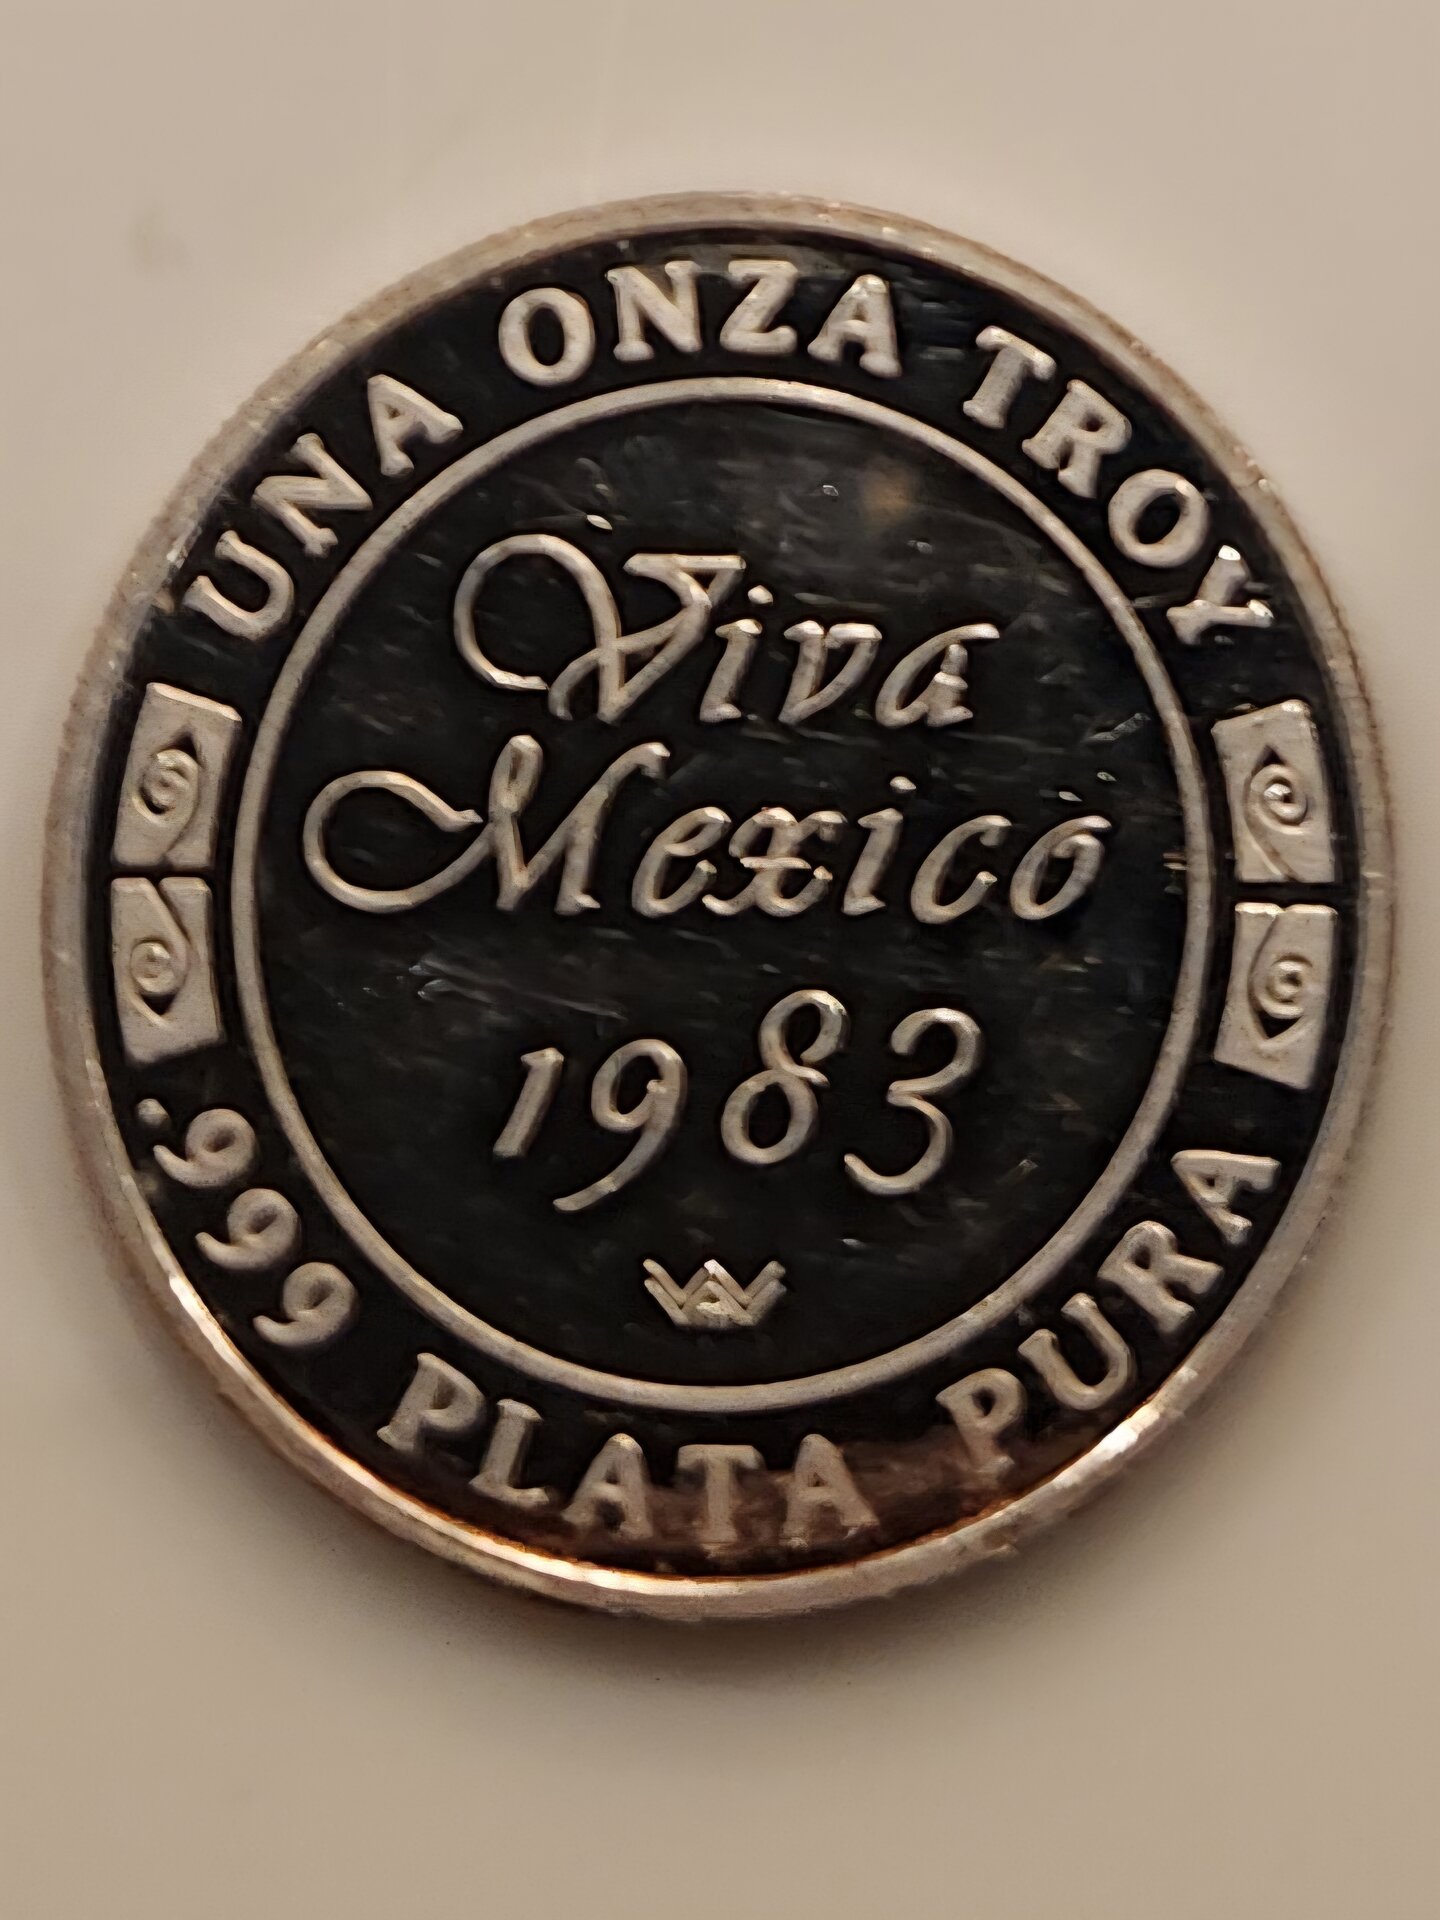 UNA ONZA TROY
Viva
Mexico
1983
.999 PLATA PURA